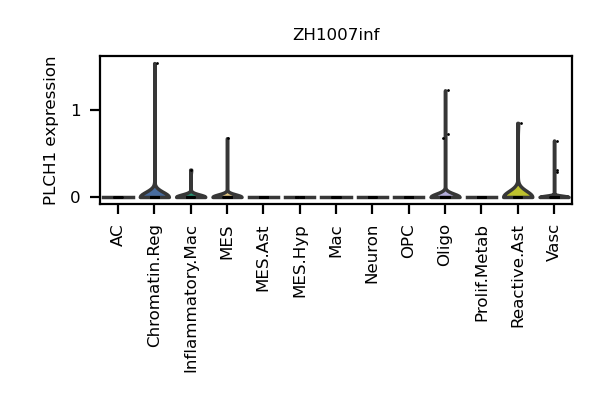 ZH1007inf
PLCH1 expression
1
0
AC
Chromatin.Reg
Inflammatory.Mac
MES
MES.Ast
MES.Hyp
Mac
Neuron
OPC
Oligo
Prolif.Metab
Reactive.Ast
Vasc